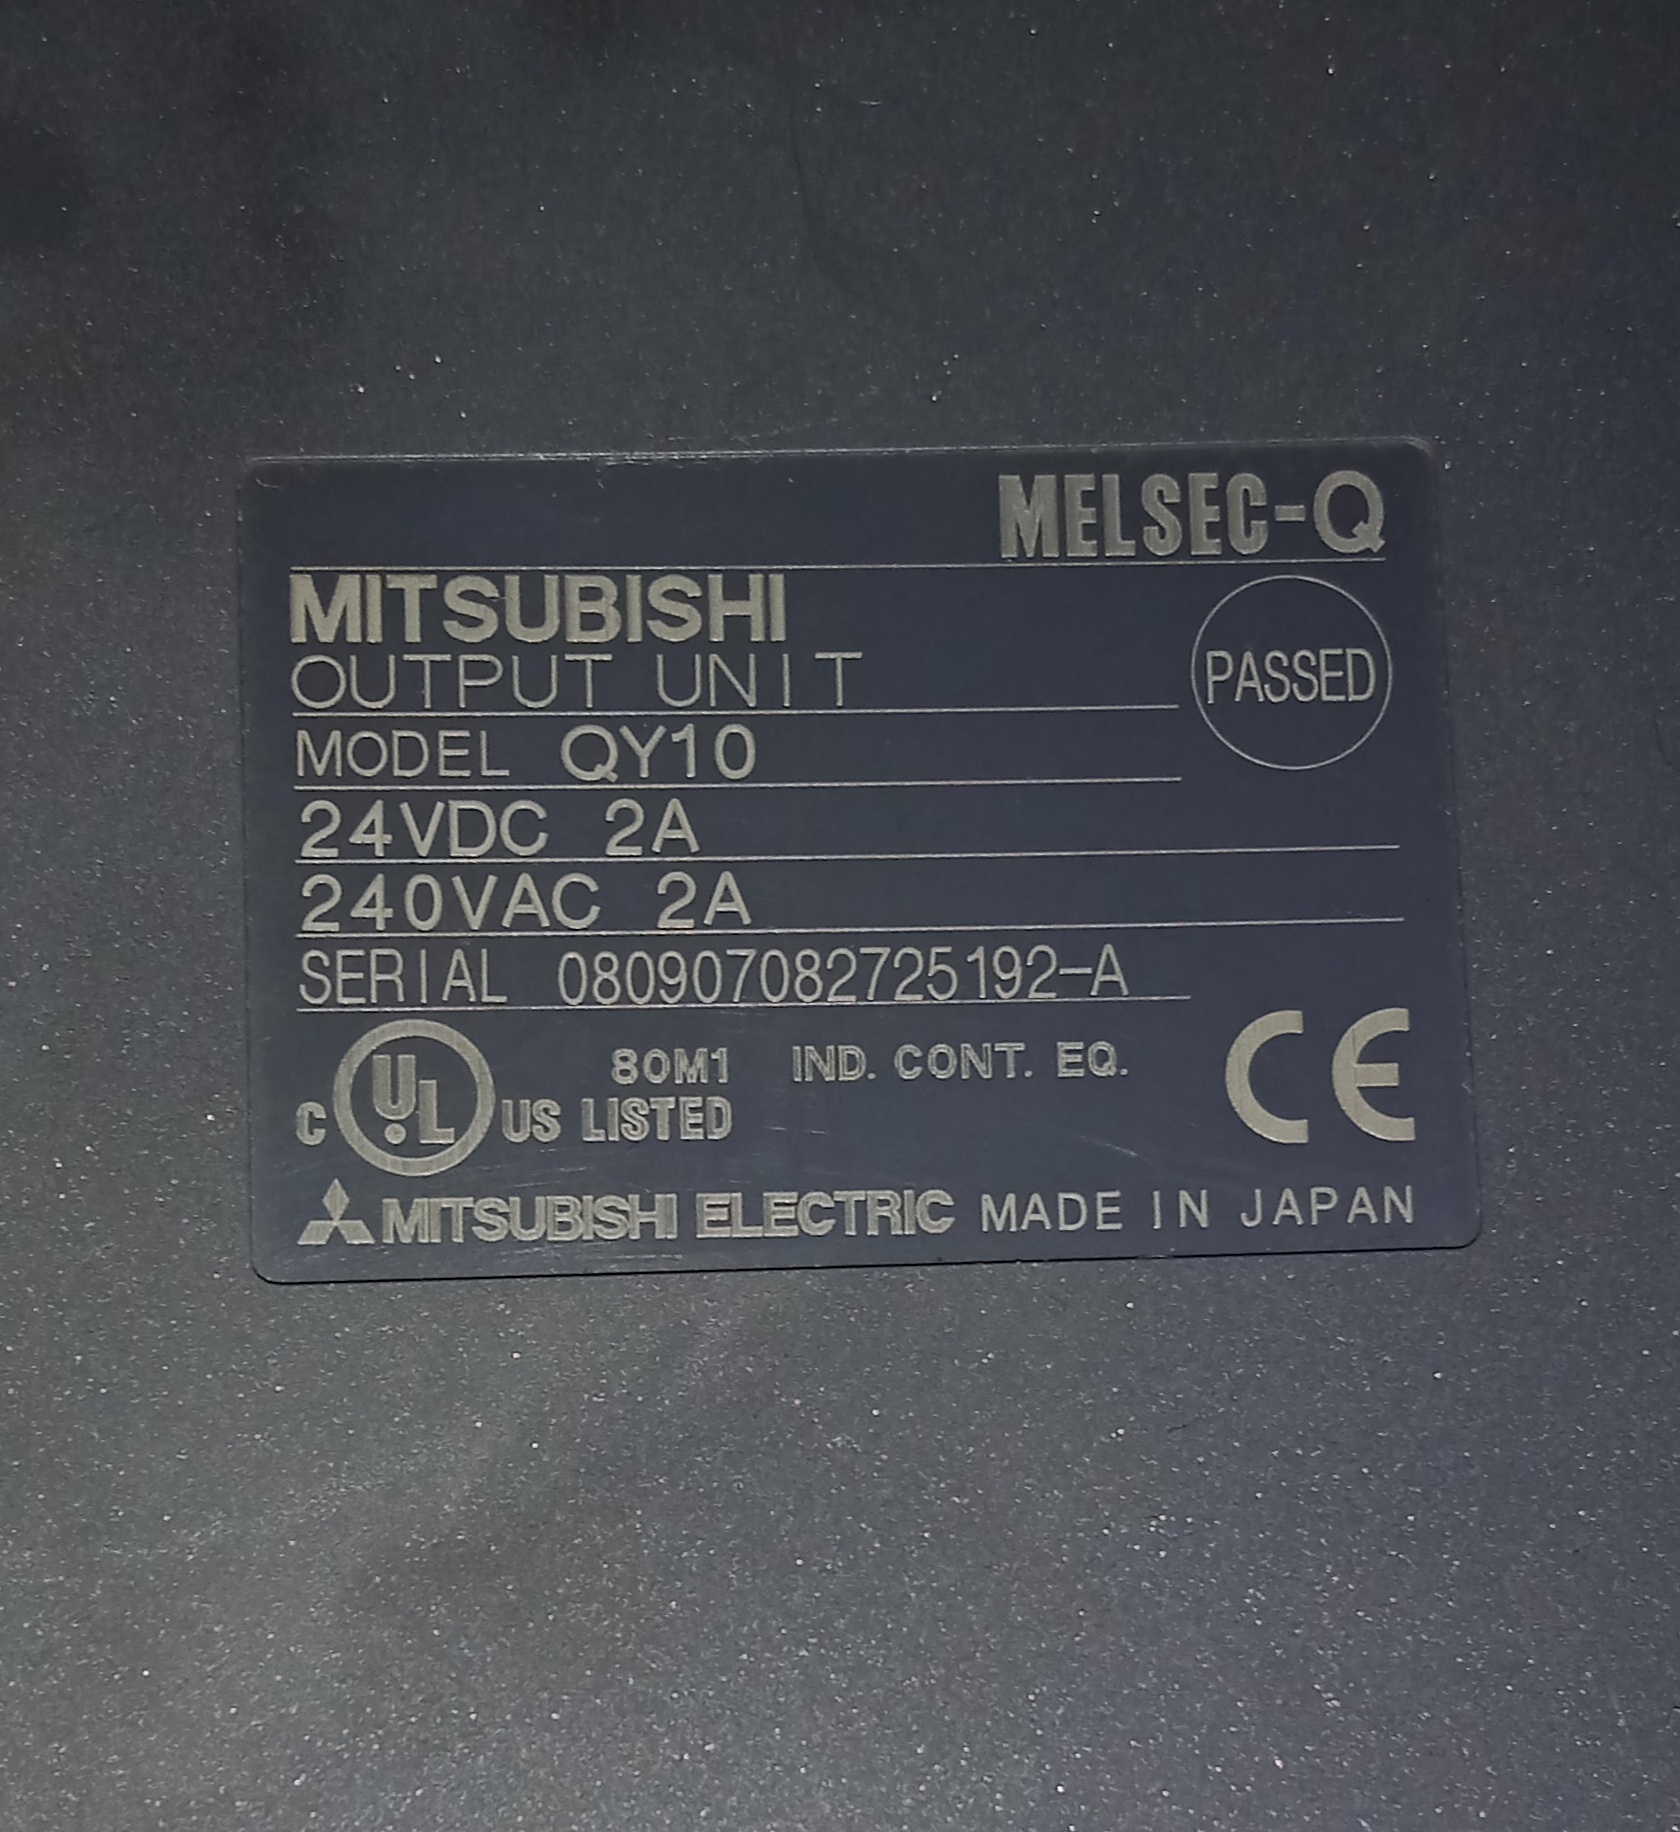 MELSEC-Q
MITSUBISHI
OUTPUT UNIT
PASSED
MODEL QY10
24VDC 2A
240VAC 2A
SERIAL 080907082725192-A
80M1 IND. CONT. EQ.
C UL US LISTED
CE
MITSUBISHI ELECTRIC MADE IN JAPAN